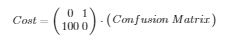 Cost = ( 0 1
100 0 ) · (Confusion Matrix)